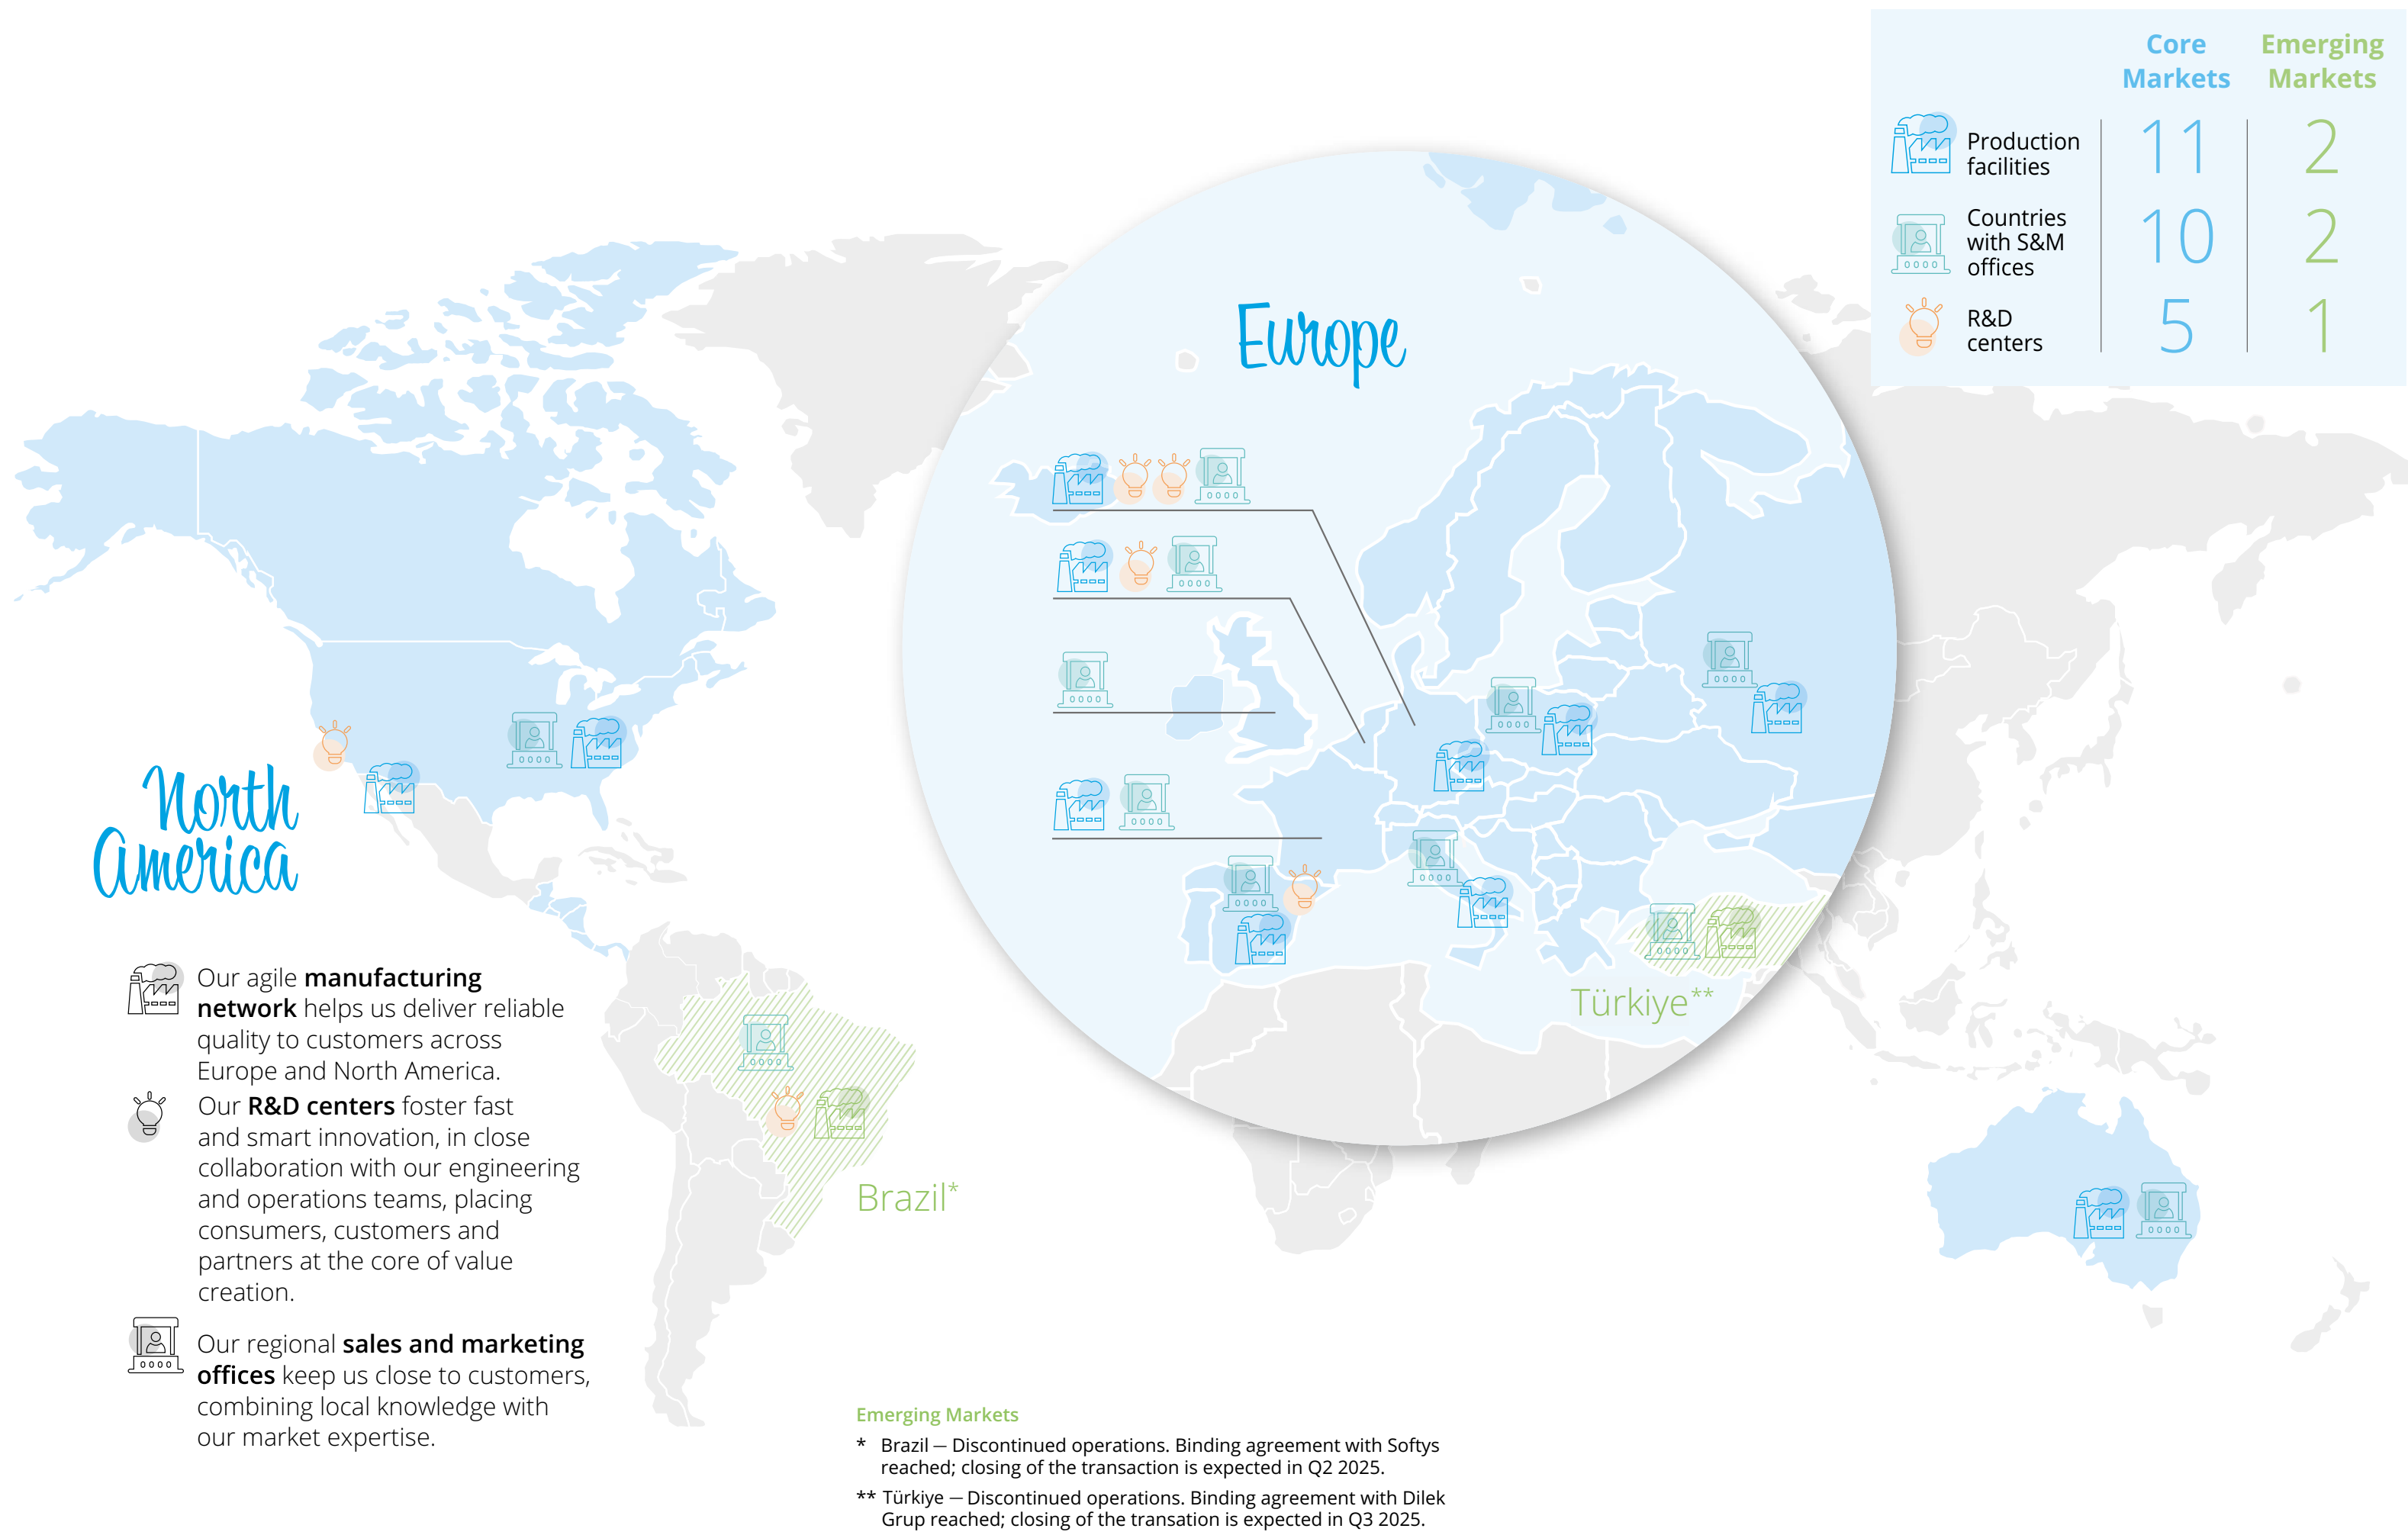 Core
Markets
Emerging
Markets
Production
facilities
11
2
Countries
with S&M
offices
10
2
R&D
centers
5
1
Europe
North
America
Türkiye**
Brazil*
Our agile manufacturing
network helps us deliver reliable
quality to customers across
Europe and North America.
Our R&D centers foster fast
and smart innovation, in close
collaboration with our engineering
and operations teams, placing
consumers, customers and
partners at the core of value
creation.
Our regional sales and marketing
offices keep us close to customers,
combining local knowledge with
our market expertise.
Emerging Markets
* Brazil — Discontinued operations. Binding agreement with Softys
reached; closing of the transaction is expected in Q2 2025.
** Türkiye — Discontinued operations. Binding agreement with Dilek
Grup reached; closing of the transation is expected in Q3 2025.